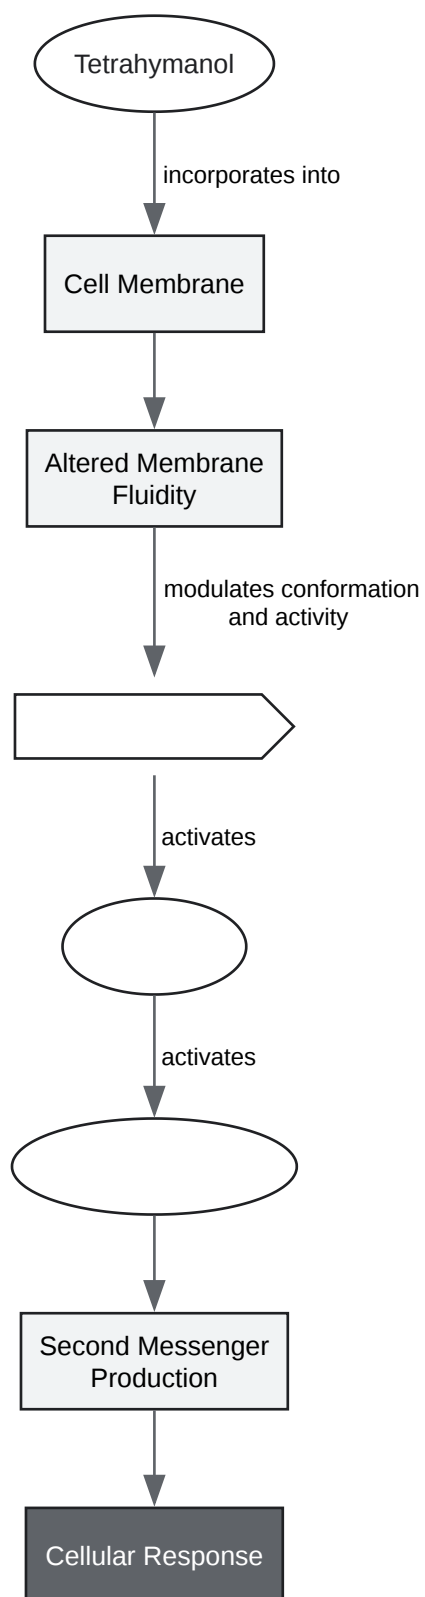 Tetrahymanol
incorporates into
Cell Membrane
Altered Membrane
Fluidity
modulates conformation
and activity
activates
activates
Second Messenger
Production
Cellular Response